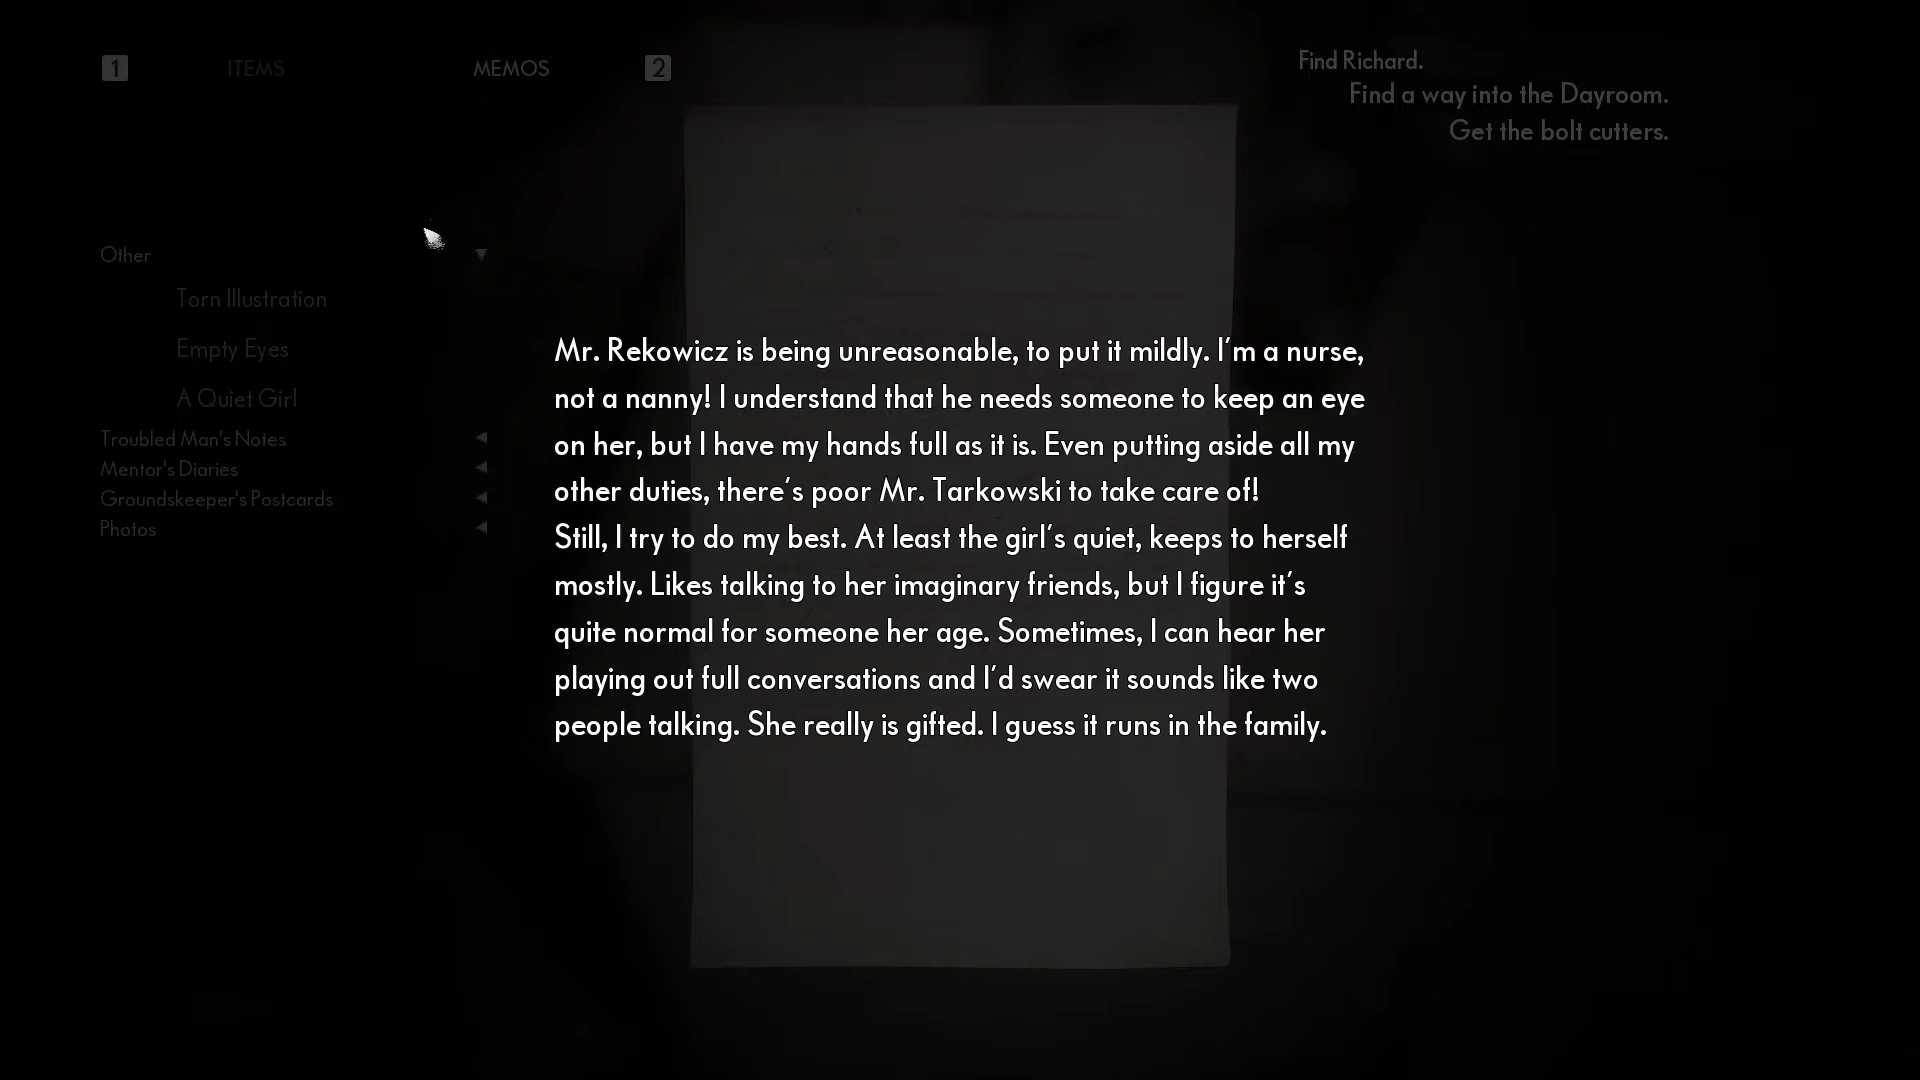 1 ITEMS MEMOS 2
Find Richard.
Find a way into the Dayroom.
Get the bolt cutters.
Other
Torn Illustration
Empty Eyes
A Quiet Girl
Troubled Man's Notes
Mentor's Diaries
Groundskeeper's Postcards
Photos
Mr. Rekowicz is being unreasonable, to put it mildly. I'm a nurse,
not a nanny! I understand that he needs someone to keep an eye
on her, but I have my hands full as it is. Even putting aside all my
other duties, there's poor Mr. Tarkowski to take care of!
Still, I try to do my best. At least the girl's quiet, keeps to herself
mostly. Likes talking to her imaginary friends, but I figure it's
quite normal for someone her age. Sometimes, I can hear her
playing out full conversations and I'd swear it sounds like two
people talking. She really is gifted. I guess it runs in the family.